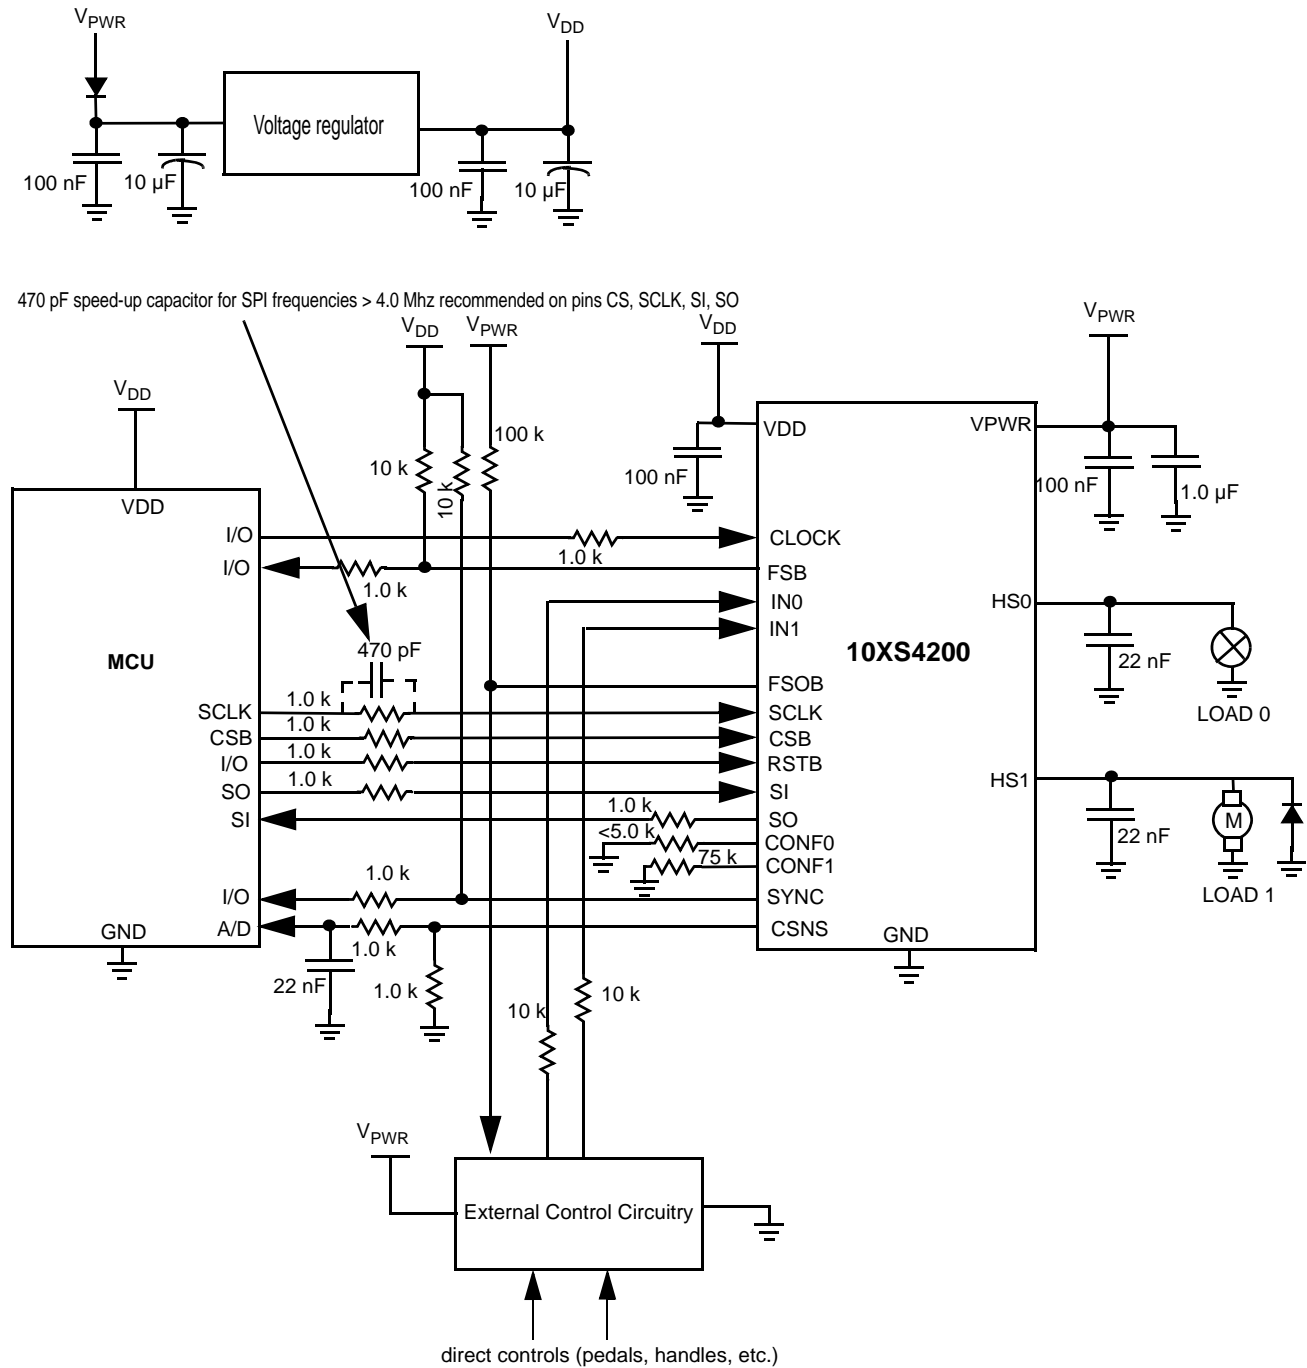 VPWR
VDD
Voltage regulator
100 nF
10 µF
100 nF
10 µF
470 pF speed-up capacitor for SPI frequencies > 4.0 Mhz recommended on pins CS, SCLK, SI, SO
VDD
VPWR
VDD
VPWR
VDD
100 k
10 k
10 k
VDD
VPWR
100 nF
100 nF
1.0 µF
VDD
I/O
1.0 k
CLOCK
I/O
1.0 k
FSB
IN0
HS0
IN1
MCU
470 pF
10XS4200
22 nF
LOAD 0
FSOB
SCLK
1.0 k
SCLK
CSB
1.0 k
CSB
I/O
1.0 k
RSTB
SO
1.0 k
SI
HS1
SI
1.0 k
SO
<5.0 k
CONF0
75 k
CONF1
22 nF
M
LOAD 1
I/O
1.0 k
SYNC
A/D
1.0 k
CSNS
GND
GND
22 nF
1.0 k
10 k
10 k
VPWR
External Control Circuitry
direct controls (pedals, handles, etc.)